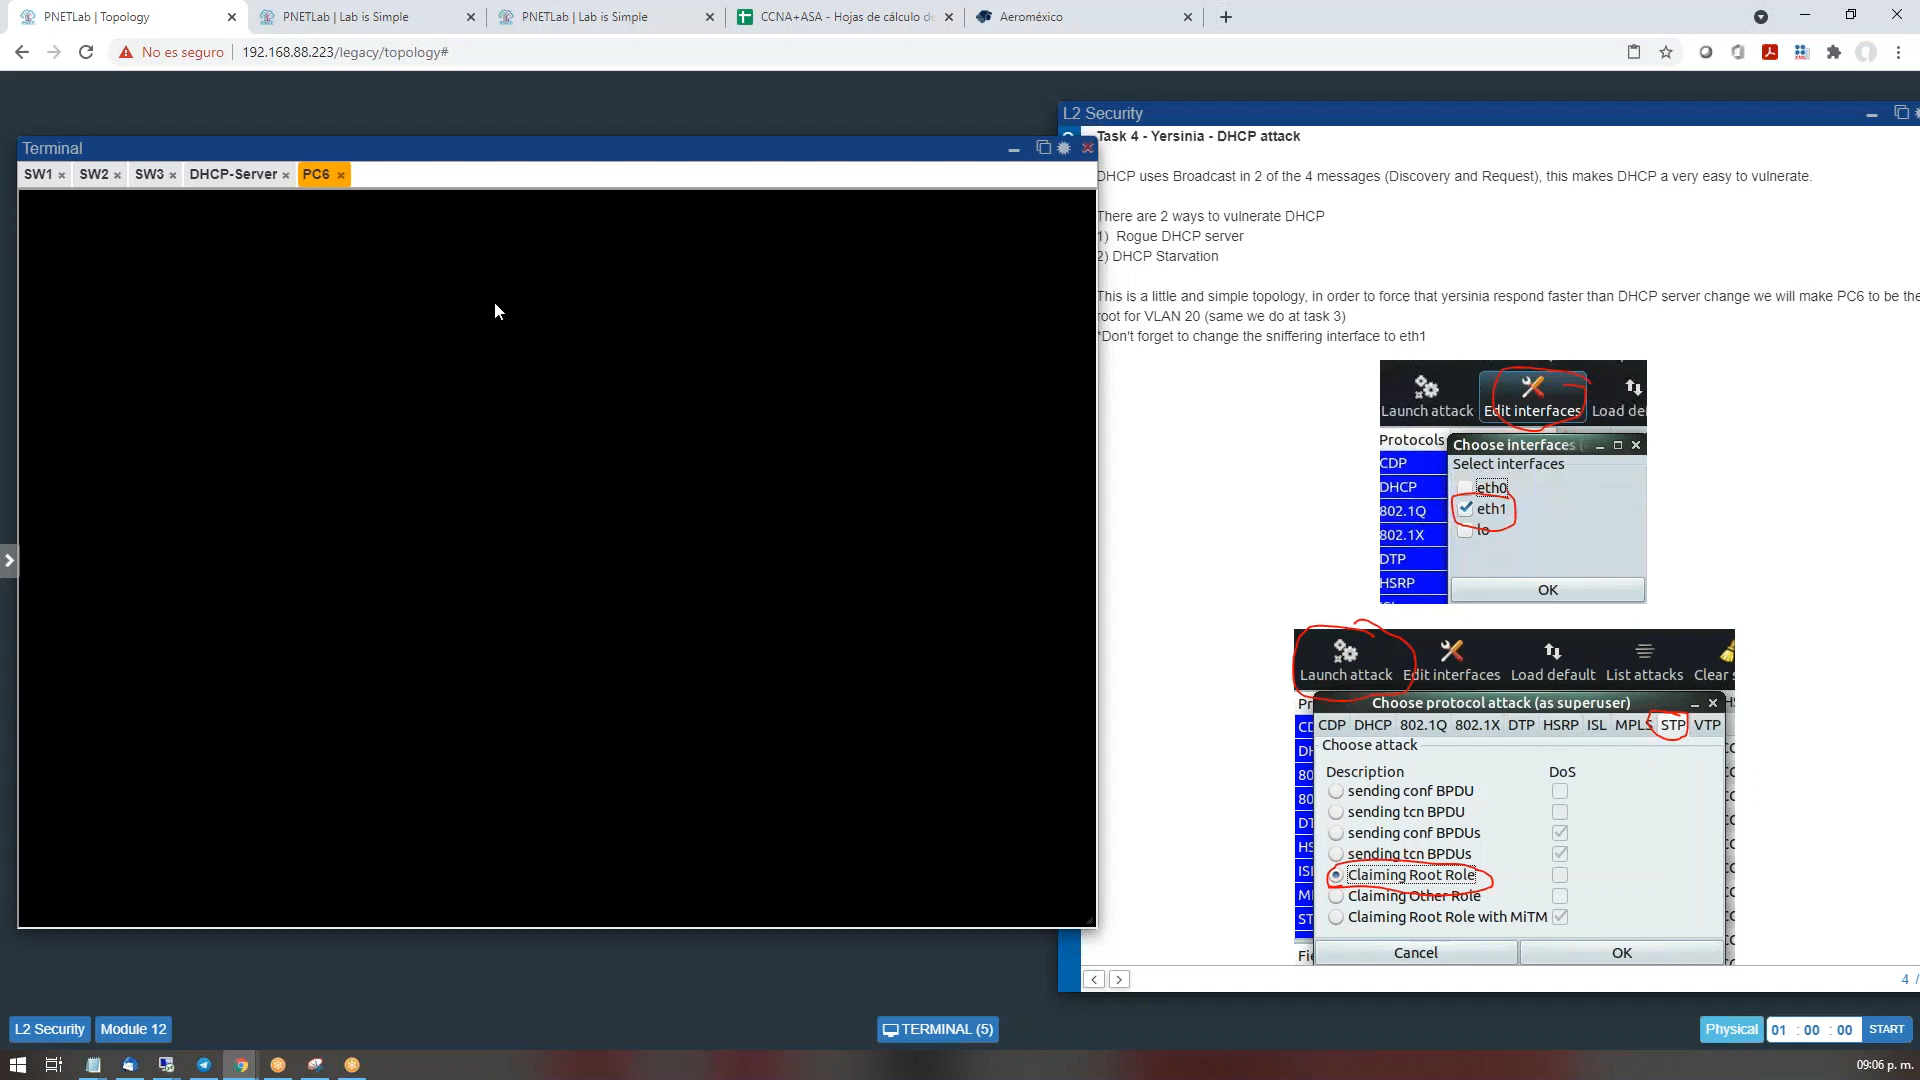 PNETLab | Topology
PNETLab | Lab is Simple
PNETLab | Lab is Simple
CCNA+ASA - Hojas de cálculo de
Aeroméxico
No es seguro
192.168.88.223/legacy/topology#
L2 Security
Task 4 - Yersinia - DHCP attack
Terminal
SW1
SW2
SW3
DHCP-Server
PC6
DHCP uses Broadcast in 2 of the 4 messages (Discovery and Request), this makes DHCP a very easy to vulnerate.
There are 2 ways to vulnerate DHCP
1) Rogue DHCP server
2) DHCP Starvation
This is a little and simple topology, in order to force that yersinia respond faster than DHCP server change we will make PC6 to be the
root for VLAN 20 (same we do at task 3)
*Don't forget to change the sniffering interface to eth1
Launch attack
Edit interfaces
Load de
Protocols
Choose interfaces
Select interfaces
CDP
DHCP
802.1Q
802.1X
DTP
HSRP
eth0
eth1
lo
OK
Launch attack
Edit interfaces
Load default
List attacks
Clear s
Choose protocol attack (as superuser)
CDP DHCP 802.1Q 802.1X DTP HSRP ISL MPLS STP VTP
Choose attack
Description
DoS
sending conf BPDU
sending tcn BPDU
sending conf BPDUs
sending tcn BPDUs
Claiming Root Role
Claiming Other Role
Claiming Root Role with MiTM
Cancel
OK
4 /
L2 Security
Module 12
TERMINAL (5)
Physical
01 : 00 : 00
START
09:06 p. m.